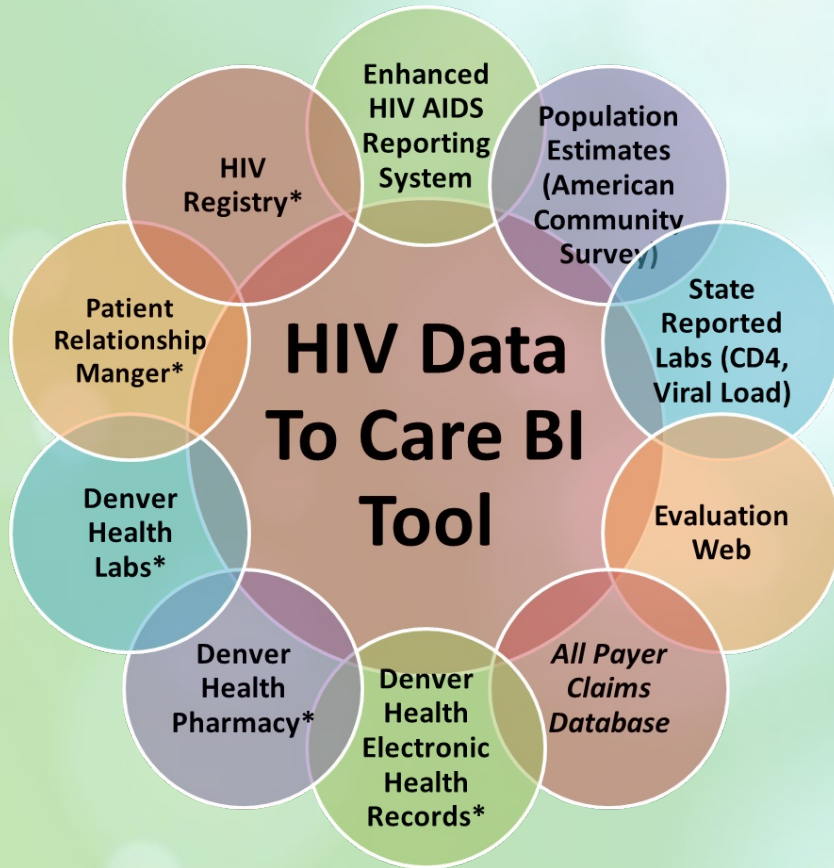 Enhanced
HIV AIDS
Reporting
System
Population
Estimates
(American
Community
Survey)
State
Reported
Labs (CD4,
Viral Load)
Evaluation
Web
All Payer
Claims
Database
Denver
Health
Electronic
Health
Records*
Denver
Health
Pharmacy*
Denver
Health
Labs*
Patient
Relationship
Manger*
HIV
Registry*
HIV Data
To Care BI
Tool